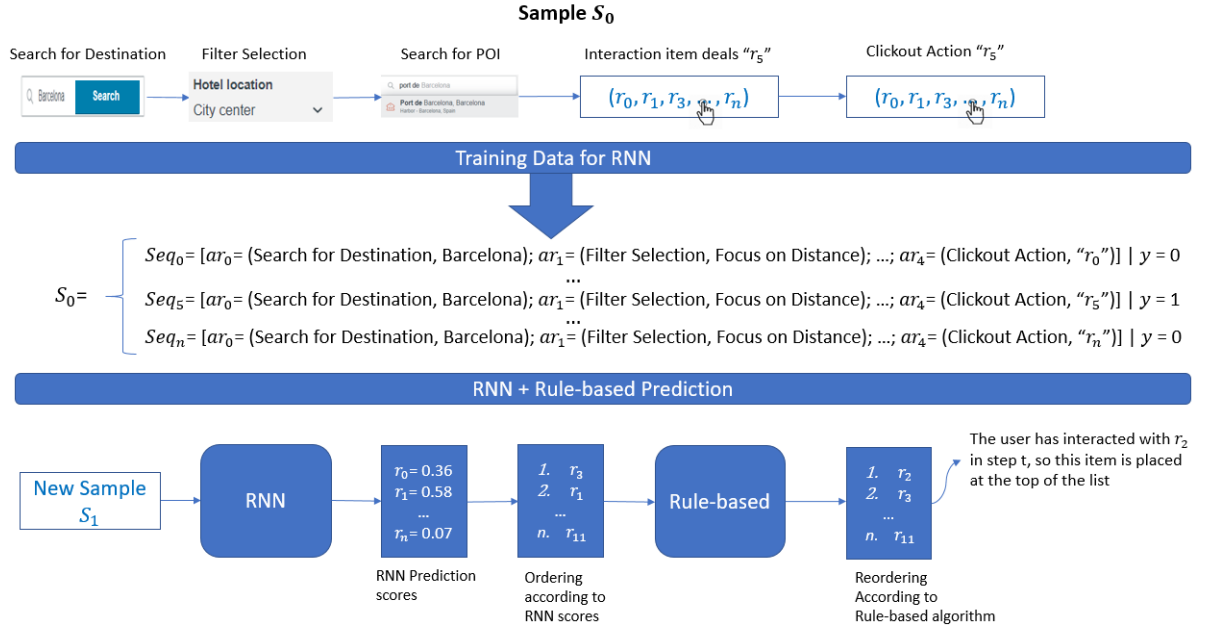 Sample S₀
Search for Destination
Filter Selection
Search for POI
Interaction item deals “r₅”
Clickout Action “r₅”
Barcelona
Search
Hotel location
City center
port de Barcelona
Port de Barcelona, Barcelona
Harbor - Barcelona, Spain
(r₀, r₁, r₃, ..., rₙ)
(r₀, r₁, r₃, ..., rₙ)
Training Data for RNN
Seq₀= [ar₀= (Search for Destination, Barcelona); ar₁= (Filter Selection, Focus on Distance); ...; ar₄= (Clickout Action, “r₀”)] | y = 0
...
S₀=
Seq₅= [ar₀= (Search for Destination, Barcelona); ar₁= (Filter Selection, Focus on Distance); ...; ar₄= (Clickout Action, “r₅”)] | y = 1
...
Seqₙ= [ar₀= (Search for Destination, Barcelona); ar₁= (Filter Selection, Focus on Distance); ...; ar₄= (Clickout Action, “rₙ”)] | y = 0
RNN + Rule-based Prediction
New Sample
S₁
RNN
r₀= 0.36
r₁= 0.58
...
rₙ= 0.07
RNN Prediction
scores
1. r₃
2. r₁
...
n. r₁₁
Ordering
according to
RNN scores
Rule-based
1. r₂
2. r₃
...
n. r₁₁
Reordering
According to
Rule-based algorithm
The user has interacted with r₂
in step t, so this item is placed
at the top of the list